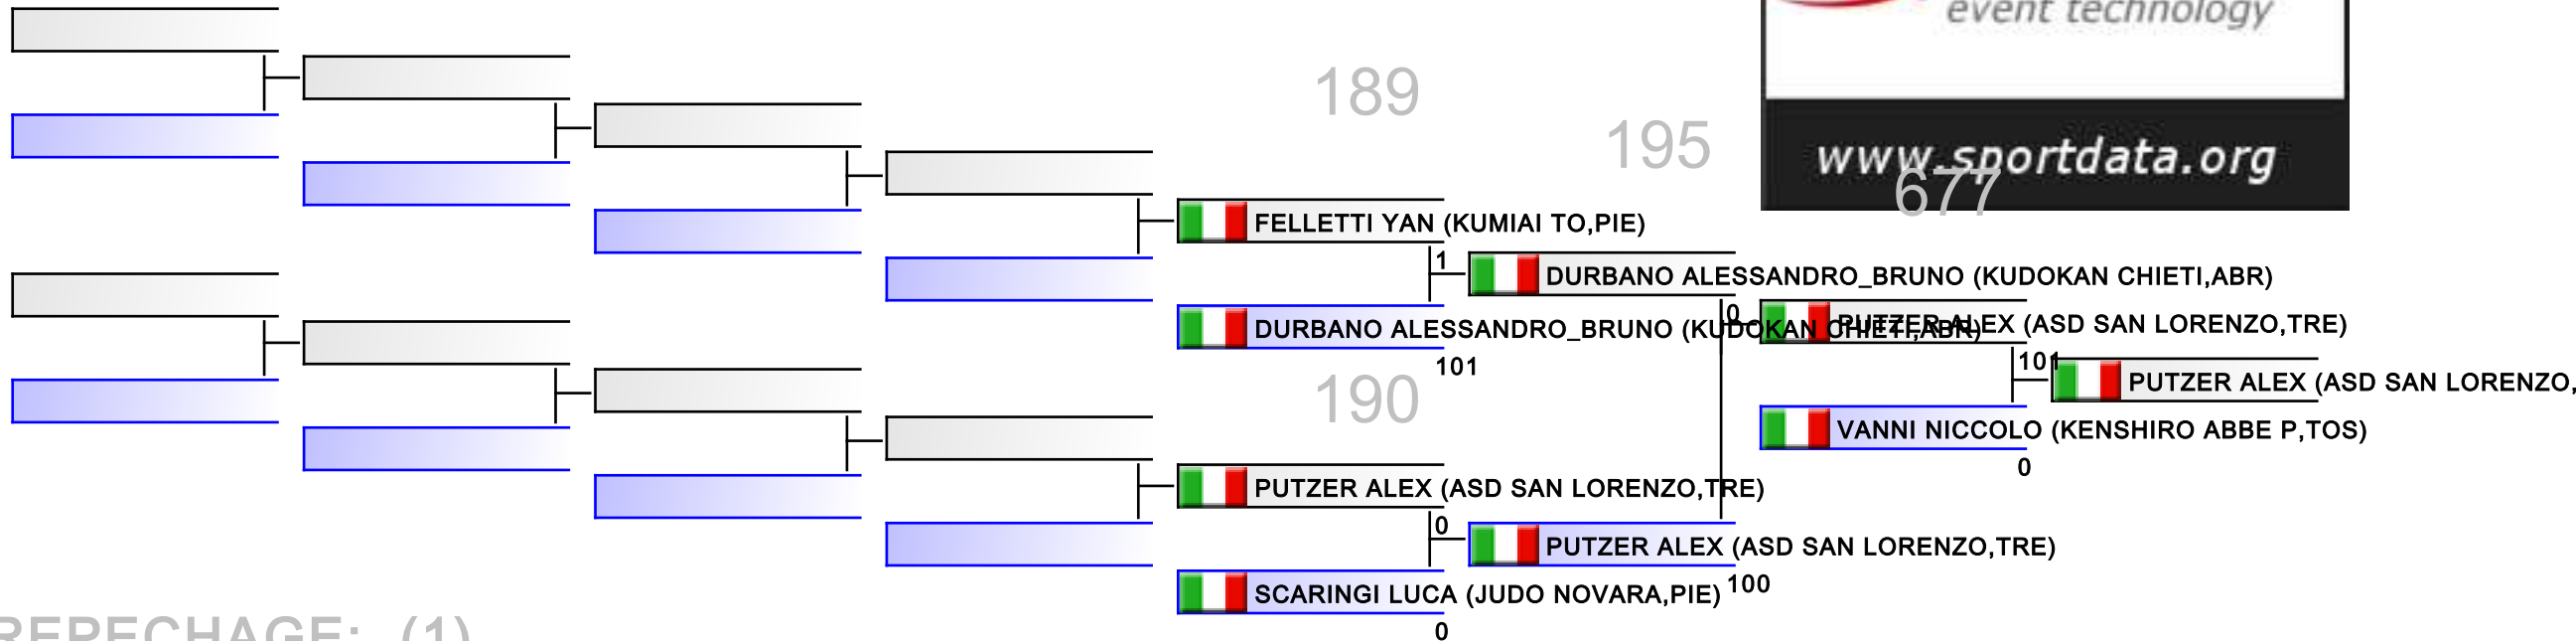 event technology
189
195
www.sportdata.org
677
FELLETTI YAN (KUMIAI TO,PIE)
1
DURBANO ALESSANDRO_BRUNO (KUDOKAN CHIETI,ABR)
0
PUTZER ALEX (ASD SAN LORENZO,TRE)
DURBANO ALESSANDRO_BRUNO (KUDOKAN CHIETI,ABR)
101
101
PUTZER ALEX (ASD SAN LORENZO,
190
VANNI NICCOLO (KENSHIRO ABBE P,TOS)
0
PUTZER ALEX (ASD SAN LORENZO,TRE)
0
PUTZER ALEX (ASD SAN LORENZO,TRE)
100
SCARINGI LUCA (JUDO NOVARA,PIE)
0
REPECHAGE: (1)